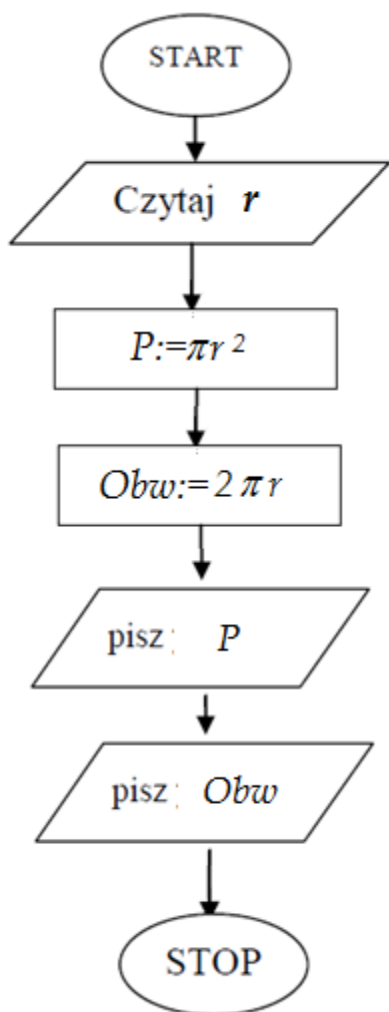 START
Czytaj r
P:=πr²
Obw:=2πr
pisz; P
pisz; Obw
STOP